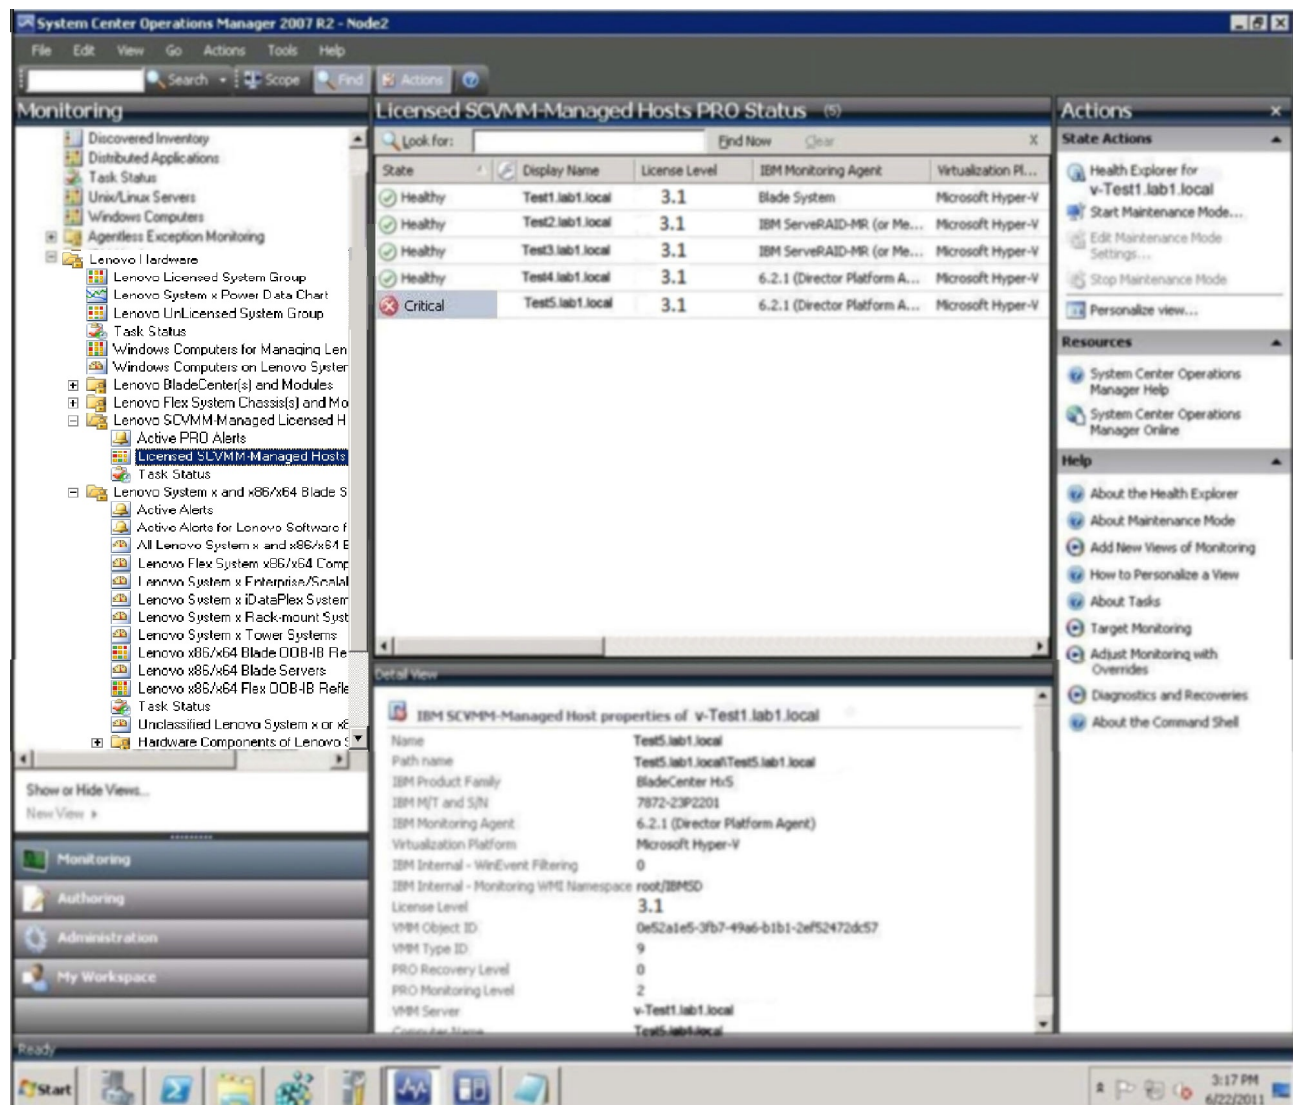 System Center Operations Manager 2007 R2 - Node2
File Edit View Go Actions Tools Help
Search Scope Find Actions
Monitoring
Discovered Inventory
Distributed Applications
Task Status
Unix/Linux Servers
Windows Computers
Agentless Exception Monitoring
Lenovo Hardware
Lenovo Licensed System Group
Lenovo System x Power Data Chart
Lenovo UnLicensed System Group
Task Status
Windows Computers for Managing Len
Windows Computers on Lenovo System
Lenovo BladeCenter(s) and Modules
Lenovo Flex System Chassis(s) and Mo
Lenovo SCVMM-Managed Licensed H
Active PRO Alerts
Licensed SCVMM-Managed Hosts
Task Status
Lenovo System x and x86/x64 Blade S
Active Alerts
Active Alerts for Lenovo Software f
All Lenovo System x and x86/x64 B
Lenovo Flex System x86/x64 Comp
Lenovo System x Enterprise/Scalal
Lenovo System x iDataPlex System
Lenovo System x Rack-mount Syst
Lenovo System x Tower Systems
Lenovo x86/x64 Blade OOB-IB Re
Lenovo x86/x64 Blade Servers
Lenovo x86/x64 Flex OOB-IB Refle
Task Status
Unclassified Lenovo System x or x8
Hardware Components of Lenovo S
Show or Hide Views...
New View
Monitoring
Authoring
Administration
My Workspace
Licensed SCVMM-Managed Hosts PRO Status (5)
Look for: Find Now Clear X
State Display Name License Level IBM Monitoring Agent Virtualization Pl...
Healthy Test1.lab1.local 3.1 Blade System Microsoft Hyper-V
Healthy Test2.lab1.local 3.1 IBM ServeRAID-MR (or Me... Microsoft Hyper-V
Healthy Test3.lab1.local 3.1 IBM ServeRAID-MR (or Me... Microsoft Hyper-V
Healthy Test4.lab1.local 3.1 6.2.1 (Director Platform A... Microsoft Hyper-V
Critical Test5.lab1.local 3.1 6.2.1 (Director Platform A... Microsoft Hyper-V
Detail View
IBM SCVMM-Managed Host properties of v-Test1.lab1.local
Name Test5.lab1.local
Path name Test5.lab1.local\Test5.lab1.local
IBM Product Family BladeCenter Hx5
IBM M/T and S/N 7872-23P2201
IBM Monitoring Agent 6.2.1 (Director Platform Agent)
Virtualization Platform Microsoft Hyper-V
IBM Internal - WinEvent Filtering 0
IBM Internal - Monitoring WMI Namespace root/IBMSD
License Level 3.1
VMM Object ID 0e52a1e5-3fb7-49a6-b1b1-2ef52472dc57
VMM Type ID 9
PRO Recovery Level 0
PRO Monitoring Level 2
VMM Server v-Test1.lab1.local
Computer Name Test5.lab1.local
Actions x
State Actions
Health Explorer for
v-Test1.lab1.local
Start Maintenance Mode...
Edit Maintenance Mode
Settings...
Stop Maintenance Mode
Personalize view...
Resources
System Center Operations
Manager Help
System Center Operations
Manager Online
Help
About the Health Explorer
About Maintenance Mode
Add New Views of Monitoring
How to Personalize a View
About Tasks
Target Monitoring
Adjust Monitoring with
Overrides
Diagnostics and Recoveries
About the Command Shell
Ready
Start
3:17 PM
6/22/2011